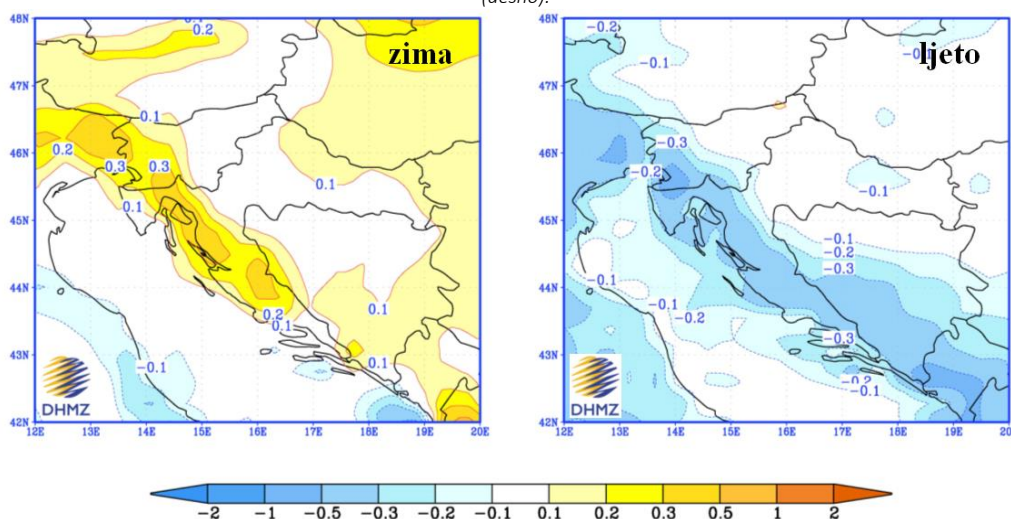 (desno).
zima
ljeto
48N
47N
46N
45N
44N
43N
42N
12E
13E
14E
15E
16E
17E
18E
19E
20E
0.2
0.1
0.2
0.3
0.3
0.1
0.1
0.2
0.1
0.1
0.1
-0.1
DHMZ
48N
47N
46N
45N
44N
43N
42N
12E
13E
14E
15E
16E
17E
18E
19E
20
-0.2
-0.1
-0.3
-0.2
-0.1
-0.1
-0.2
-0.3
-0.1
-0.1
-0.2
-0.3
-0.2
-0.1
DHMZ
-2
-1
-0.5
-0.3
-0.2
-0.1
0.1
0.2
0.3
0.5
1
2